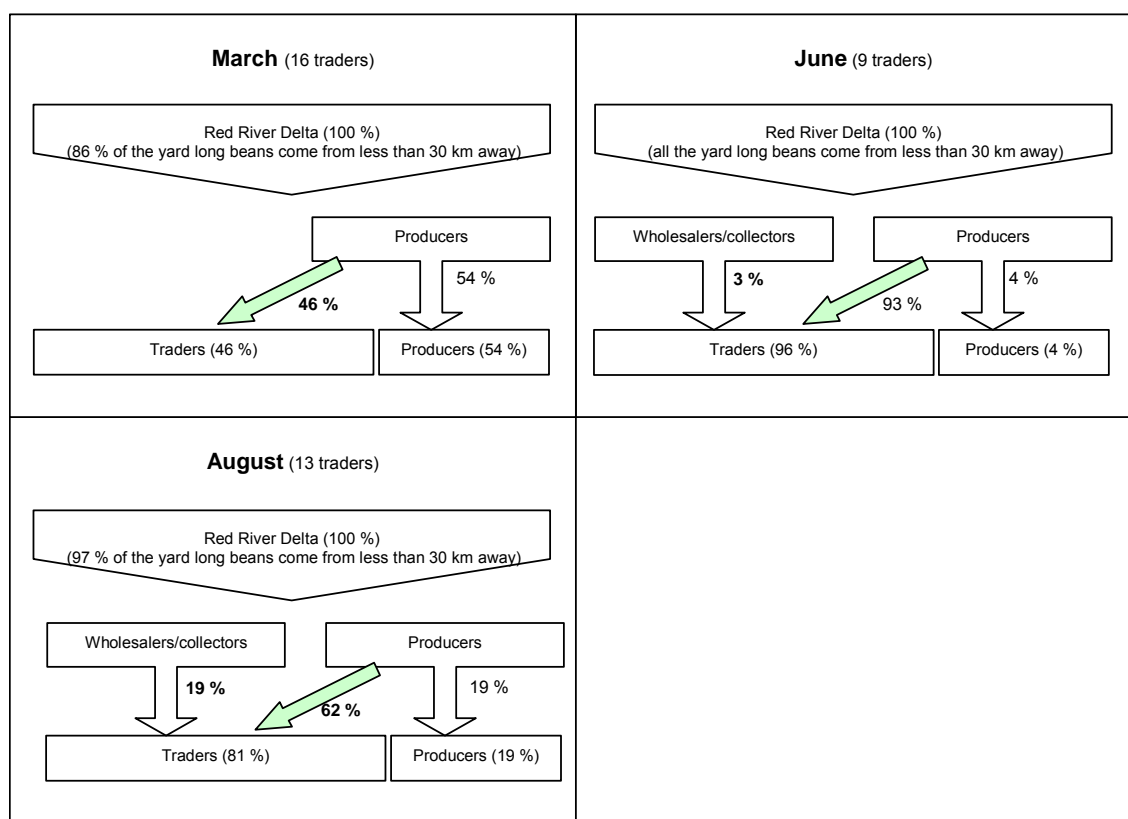 March (16 traders)
Red River Delta (100 %)
(86 % of the yard long beans come from less than 30 km away)
Producers
54 %
46 %
Traders (46 %)
Producers (54 %)
June (9 traders)
Red River Delta (100 %)
(all the yard long beans come from less than 30 km away)
Wholesalers/collectors
Producers
3 %
4 %
93 %
Traders (96 %)
Producers (4 %)
August (13 traders)
Red River Delta (100 %)
(97 % of the yard long beans come from less than 30 km away)
Wholesalers/collectors
Producers
19 %
19 %
62 %
Traders (81 %)
Producers (19 %)